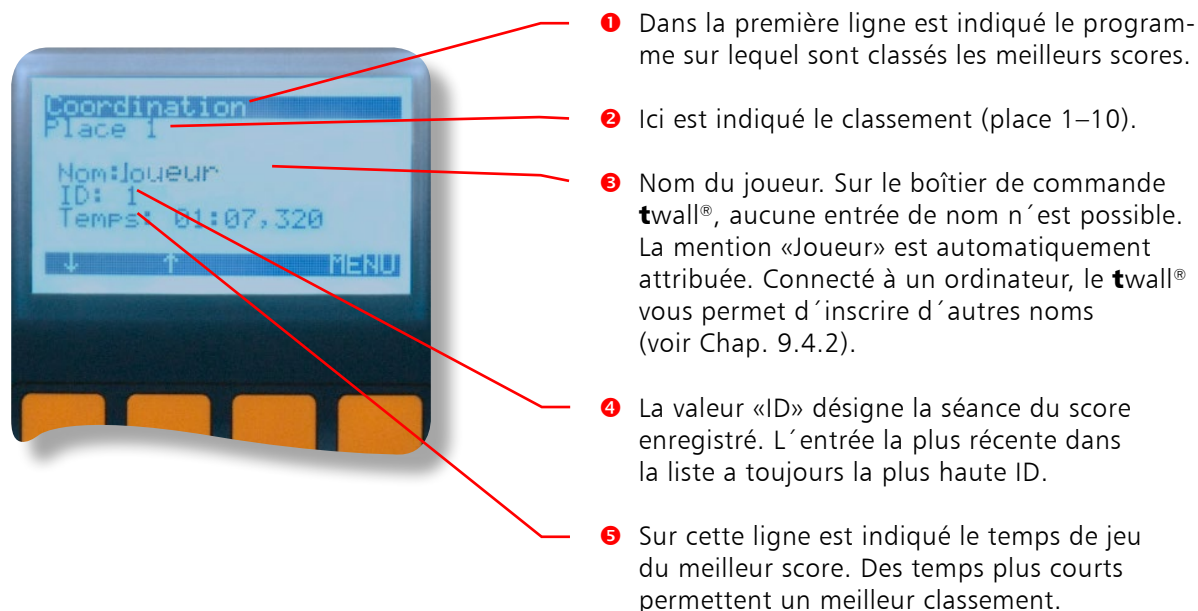 Coordination
Place 1
Nom:Joueur
ID: 1
Temps: 01:07,320
↓ ↑ MENU
❶ Dans la première ligne est indiqué le program-
me sur lequel sont classés les meilleurs scores.
❷ Ici est indiqué le classement (place 1–10).
❸ Nom du joueur. Sur le boîtier de commande
twall®, aucune entrée de nom n´est possible.
La mention «Joueur» est automatiquement
attribuée. Connecté à un ordinateur, le twall®
vous permet d´inscrire d´autres noms
(voir Chap. 9.4.2).
❹ La valeur «ID» désigne la séance du score
enregistré. L´entrée la plus récente dans
la liste a toujours la plus haute ID.
❺ Sur cette ligne est indiqué le temps de jeu
du meilleur score. Des temps plus courts
permettent un meilleur classement.